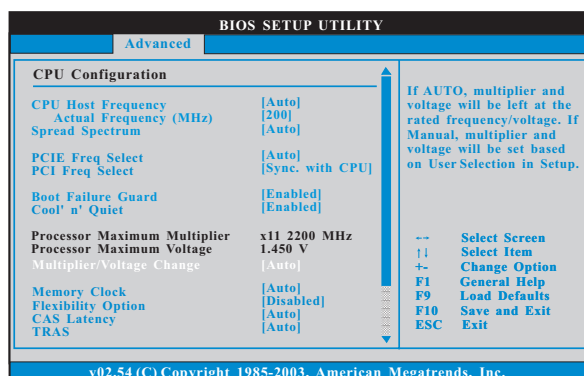 BIOS SETUP UTILITY
Advanced
CPU Configuration
CPU Host Frequency [Auto]
Actual Frequency (MHz) [200]
Spread Spectrum [Auto]
PCIE Freq Select [Auto]
PCI Freq Select [Sync. with CPU]
Boot Failure Guard [Enabled]
Cool' n' Quiet [Enabled]
Processor Maximum Multiplier x11 2200 MHz
Processor Maximum Voltage 1.450 V
Multiplier/Voltage Change [Auto]
Memory Clock [Auto]
Flexibility Option [Disabled]
CAS Latency [Auto]
TRAS [Auto]
If AUTO, multiplier and
voltage will be left at the
rated frequency/voltage. If
Manual, multiplier and
voltage will be set based
on User Selection in Setup.
←→ Select Screen
↑↓ Select Item
+- Change Option
F1 General Help
F9 Load Defaults
F10 Save and Exit
ESC Exit
v02.54 (C) Copyright 1985-2003, American Megatrends, Inc.